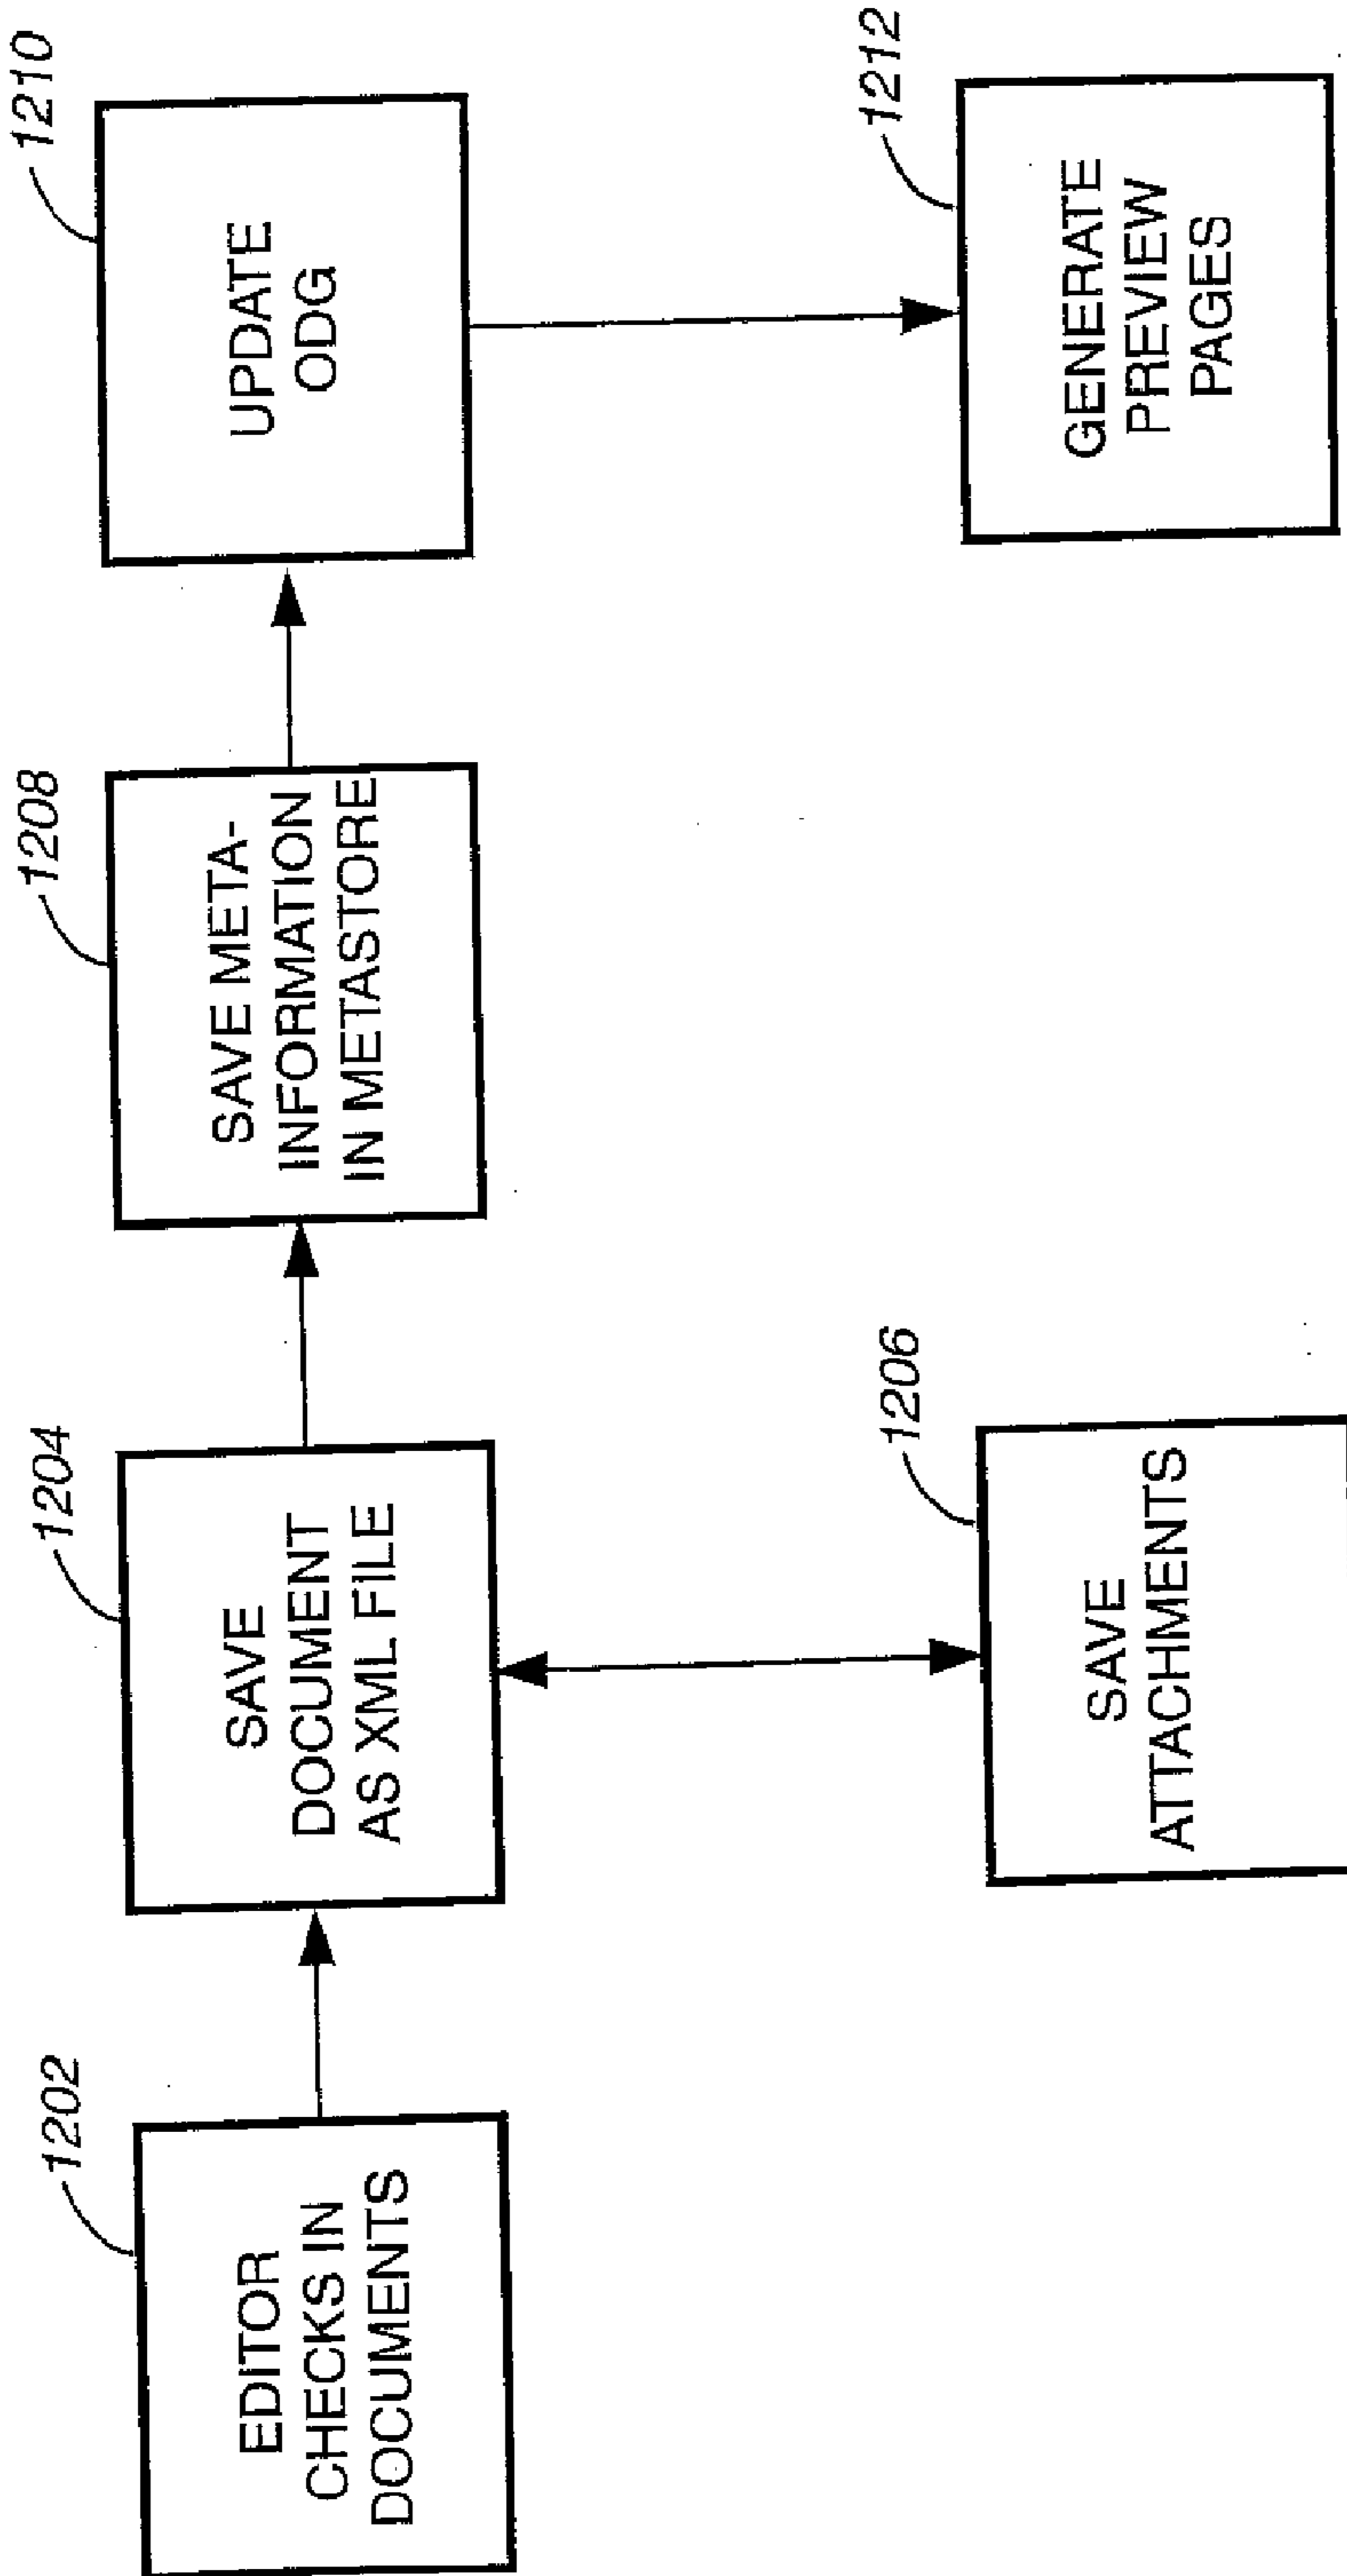 1202
EDITOR
CHECKS IN
DOCUMENTS
1204
SAVE
DOCUMENT
AS XML FILE
1206
SAVE
ATTACHMENTS
1208
SAVE META-
INFORMATION
IN METASTORE
1210
UPDATE
ODG
1212
GENERATE
PREVIEW
PAGES